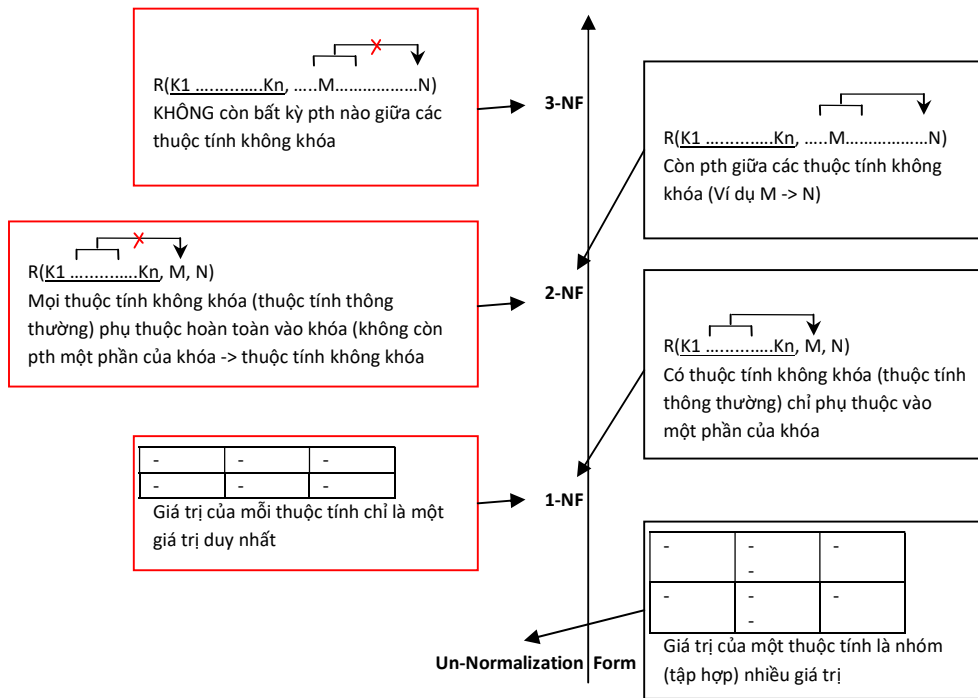 R(K1 ..............Kn, .....M...................N)
KHÔNG còn bất kỳ pth nào giữa các
thuộc tính không khóa
3-NF
R(K1 ..............Kn, .....M...................N)
Còn pth giữa các thuộc tính không
khóa (Ví dụ M -> N)
R(K1 ..............Kn, M, N)
Mọi thuộc tính không khóa (thuộc tính thông
thường) phụ thuộc hoàn toàn vào khóa (không còn
pth một phần của khóa -> thuộc tính không khóa
2-NF
R(K1 ..............Kn, M, N)
Có thuộc tính không khóa (thuộc tính
thông thường) chỉ phụ thuộc vào
một phần của khóa
- - -
- - -
Giá trị của mỗi thuộc tính chỉ là một
giá trị duy nhất
1-NF
- - -
-
- - -
-
Giá trị của một thuộc tính là nhóm
(tập hợp) nhiều giá trị
Un-Normalization Form